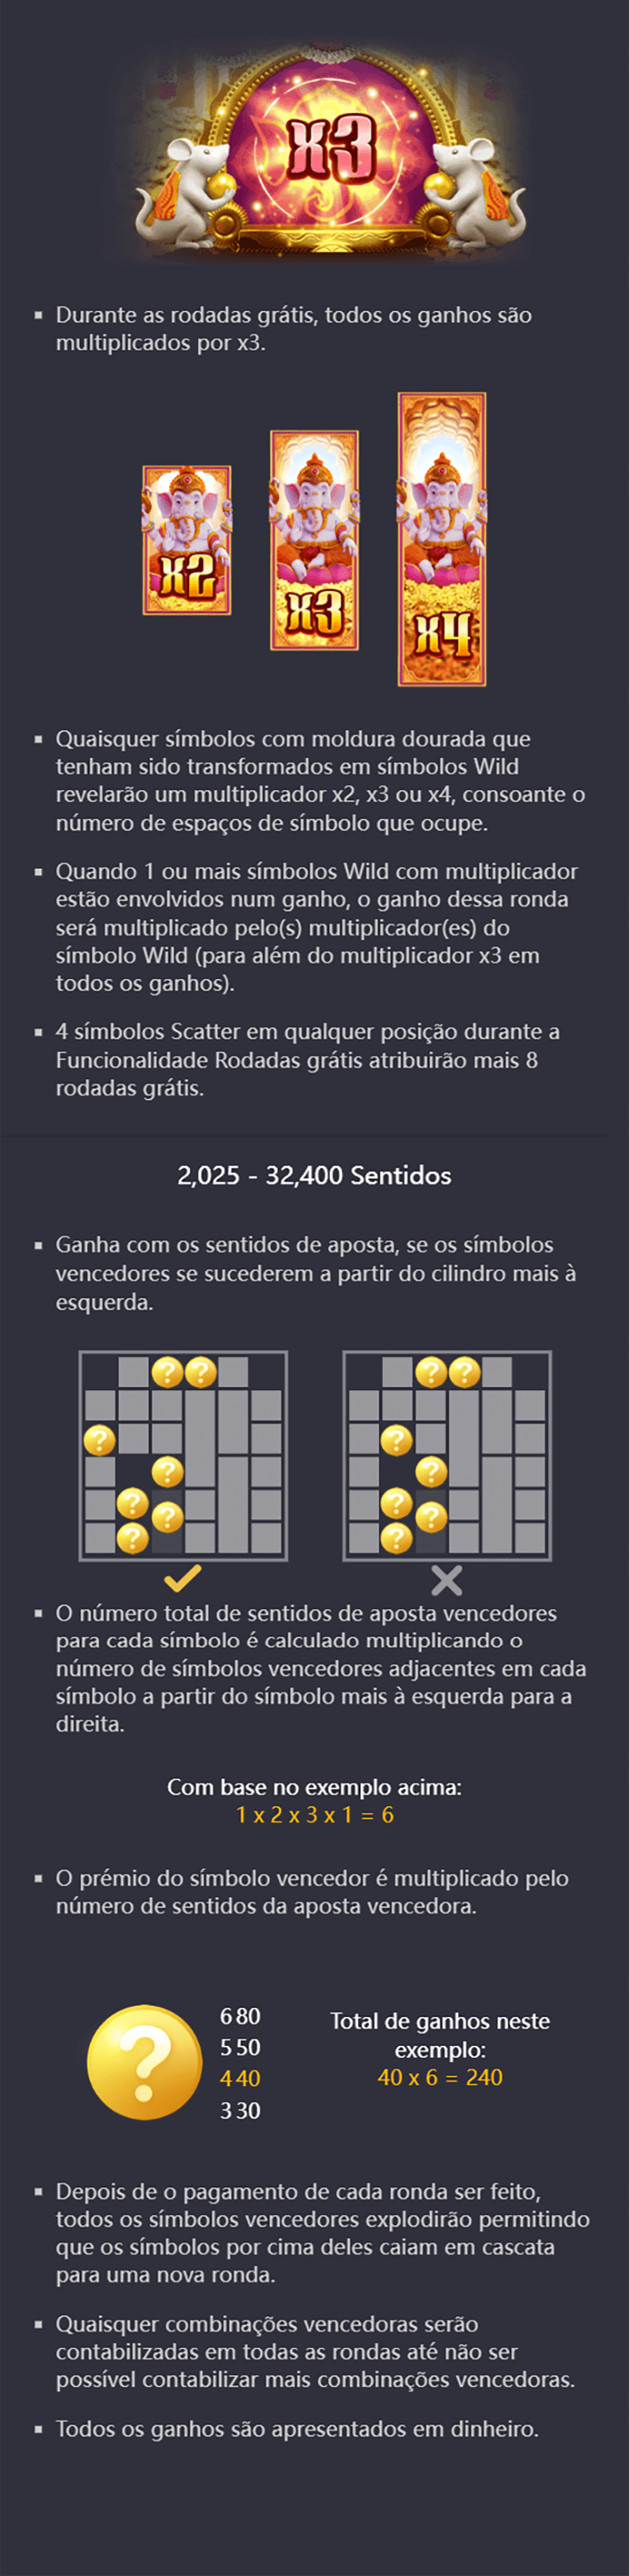 x3
Durante as rodadas grátis, todos os ganhos são
multiplicados por x3.
x2
x3
x4
Quaisquer símbolos com moldura dourada que
tenham sido transformados em símbolos Wild
revelarão um multiplicador x2, x3 ou x4, consoante o
número de espaços de símbolo que ocupe.
Quando 1 ou mais símbolos Wild com multiplicador
estão envolvidos num ganho, o ganho dessa ronda
será multiplicado pelo(s) multiplicador(es) do
símbolo Wild (para além do multiplicador x3 em
todos os ganhos).
4 símbolos Scatter em qualquer posição durante a
Funcionalidade Rodadas grátis atribuirão mais 8
rodadas grátis.
2,025 - 32,400 Sentidos
Ganha com os sentidos de aposta, se os símbolos
vencedores se sucederem a partir do cilindro mais à
esquerda.
? ?
?
?
? ?
?
? ?
?
?
? ?
?
O número total de sentidos de aposta vencedores
para cada símbolo é calculado multiplicando o
número de símbolos vencedores adjacentes em cada
símbolo a partir do símbolo mais à esquerda para a
direita.
Com base no exemplo acima:
1 x 2 x 3 x 1 = 6
O prémio do símbolo vencedor é multiplicado pelo
número de sentidos da aposta vencedora.
?
6 80
5 50
4 40
3 30
Total de ganhos neste
exemplo:
40 x 6 = 240
Depois de o pagamento de cada ronda ser feito,
todos os símbolos vencedores explodirão permitindo
que os símbolos por cima deles caiam em cascata
para uma nova ronda.
Quaisquer combinações vencedoras serão
contabilizadas em todas as rondas até não ser
possível contabilizar mais combinações vencedoras.
Todos os ganhos são apresentados em dinheiro.